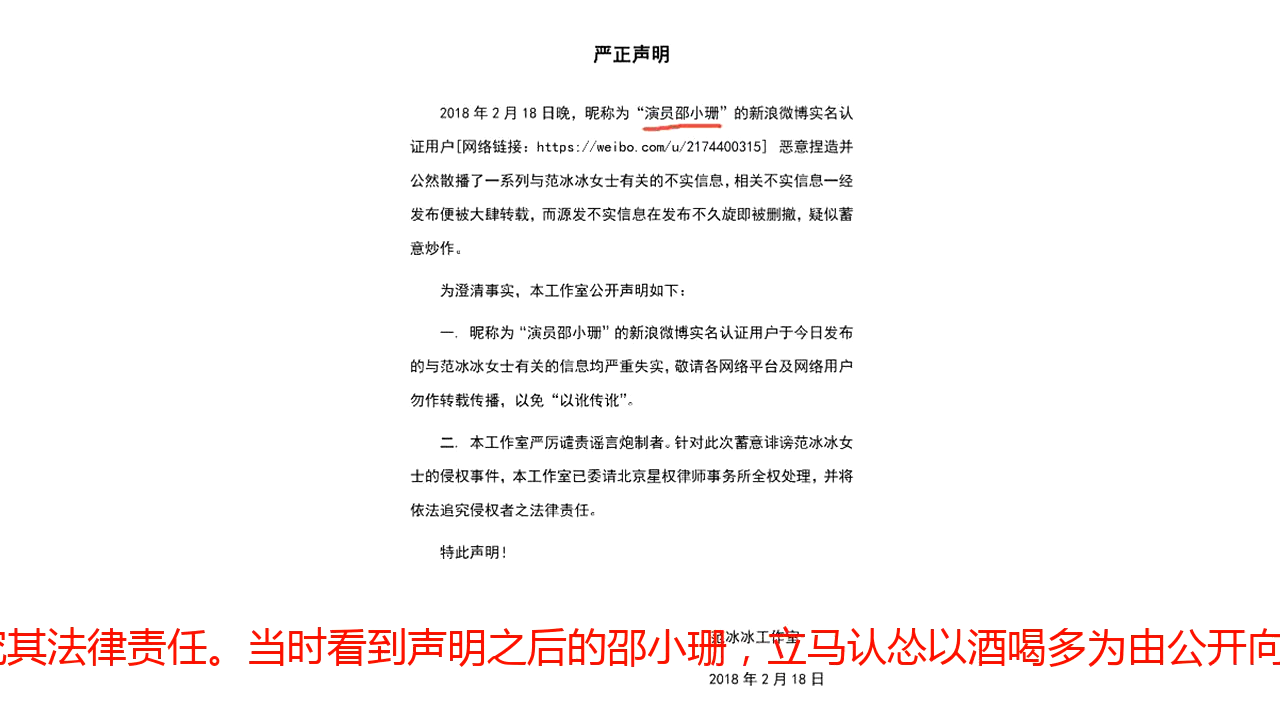 严正声明
2018 年 2 月 18 日晚，昵称为“演员邵小珊”的新浪微博实名认
证用户[网络链接：https://weibo.com/u/2174400315] 恶意捏造并
公然散播了一系列与范冰冰女士有关的不实信息，相关不实信息一经
发布便被大肆转载，而源发不实信息在发布不久旋即被删撤，疑似蓄
意炒作。
为澄清事实，本工作室公开声明如下：
一. 昵称为“演员邵小珊”的新浪微博实名认证用户于今日发布
的与范冰冰女士有关的信息均严重失实，敬请各网络平台及网络用户
勿作转载传播，以免“以讹传讹”。
二. 本工作室严厉谴责谣言炮制者。针对此次蓄意诽谤范冰冰女
士的侵权事件，本工作室已委请北京星权律师事务所全权处理，并将
依法追究侵权者之法律责任。
特此声明！
范冰冰工作室
究其法律责任。当时看到声明之后的邵小珊，立马认怂以酒喝多为由公开向
2018 年 2 月 18 日